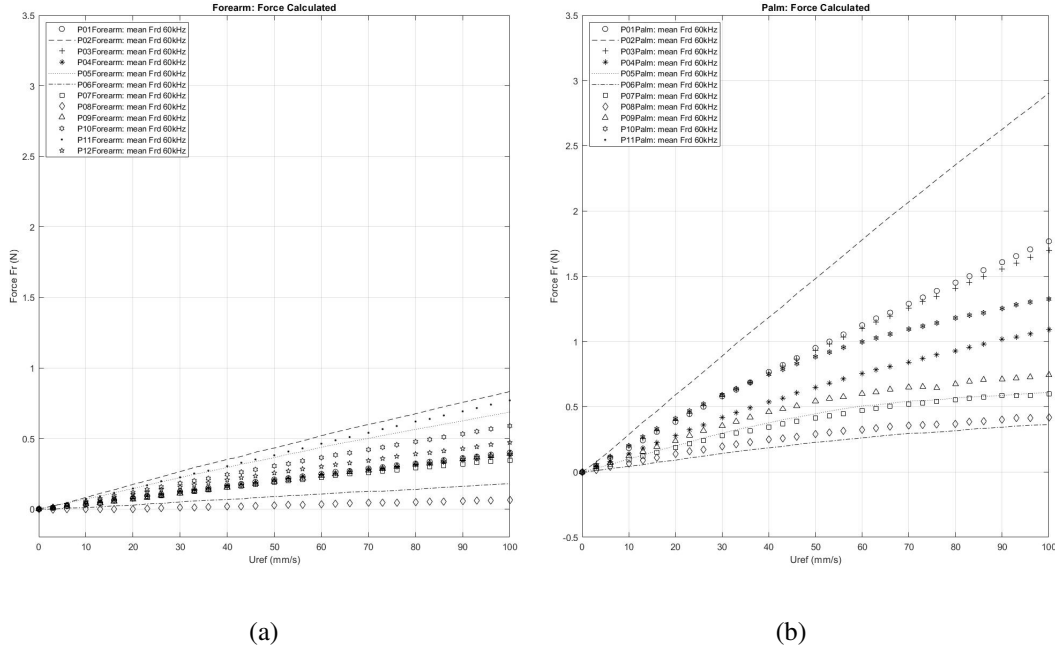 Forearm: Force Calculated
3.5
3
2.5
2
1.5
1
0.5
0
Force Fr (N)
P01Forearm: mean Frd 60kHz
P02Forearm: mean Frd 60kHz
P03Forearm: mean Frd 60kHz
P04Forearm: mean Frd 60kHz
P05Forearm: mean Frd 60kHz
P06Forearm: mean Frd 60kHz
P07Forearm: mean Frd 60kHz
P08Forearm: mean Frd 60kHz
P09Forearm: mean Frd 60kHz
P10Forearm: mean Frd 60kHz
P11Forearm: mean Frd 60kHz
P12Forearm: mean Frd 60kHz
0 10 20 30 40 50 60 70 80 90 100
Uref (mm/s)
(a)
Palm: Force Calculated
3.5
3
2.5
2
1.5
1
0.5
0
-0.5
Force Fr (N)
P01Palm: mean Frd 60kHz
P02Palm: mean Frd 60kHz
P03Palm: mean Frd 60kHz
P04Palm: mean Frd 60kHz
P05Palm: mean Frd 60kHz
P06Palm: mean Frd 60kHz
P07Palm: mean Frd 60kHz
P08Palm: mean Frd 60kHz
P09Palm: mean Frd 60kHz
P10Palm: mean Frd 60kHz
P11Palm: mean Frd 60kHz
0 10 20 30 40 50 60 70 80 90 100
Uref (mm/s)
(b)